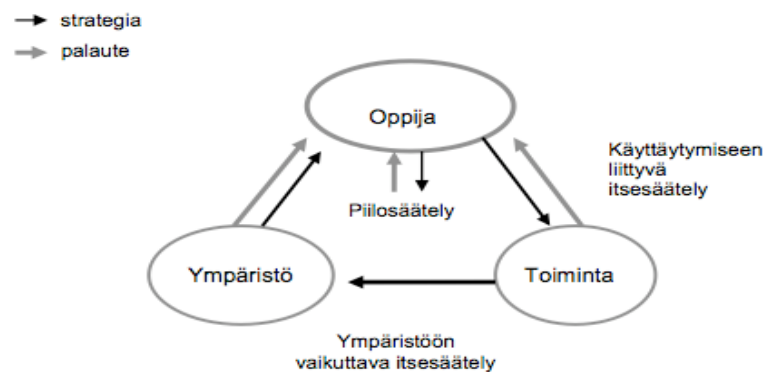 strategia
palaute
Oppija
Käyttäytymiseen
liittyvä
itsesäätely
Piilosäätely
Ympäristö
Toiminta
Ympäristöön
vaikuttava itsesäätely